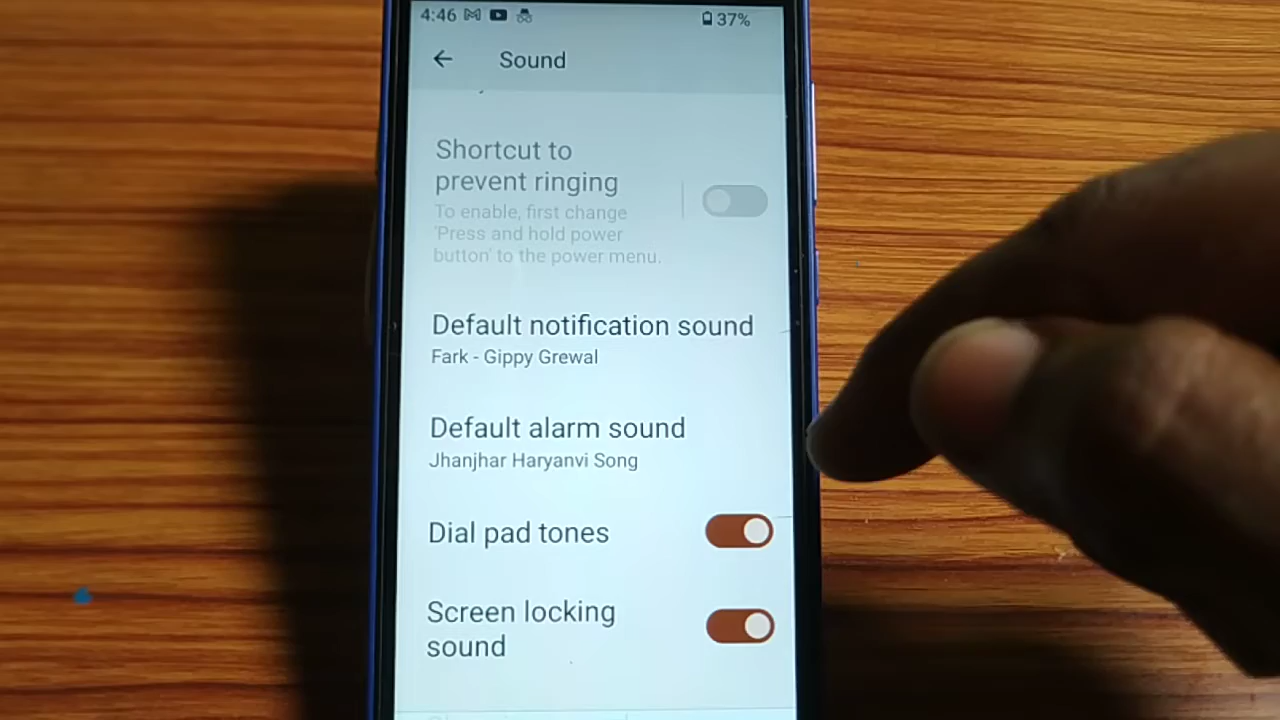 4:46 37%
Sound
Shortcut to
prevent ringing
To enable, first change
'Press and hold power
button' to the power menu.
Default notification sound
Fark - Gippy Grewal
Default alarm sound
Jhanjhar Haryanvi Song
Dial pad tones
Screen locking
sound